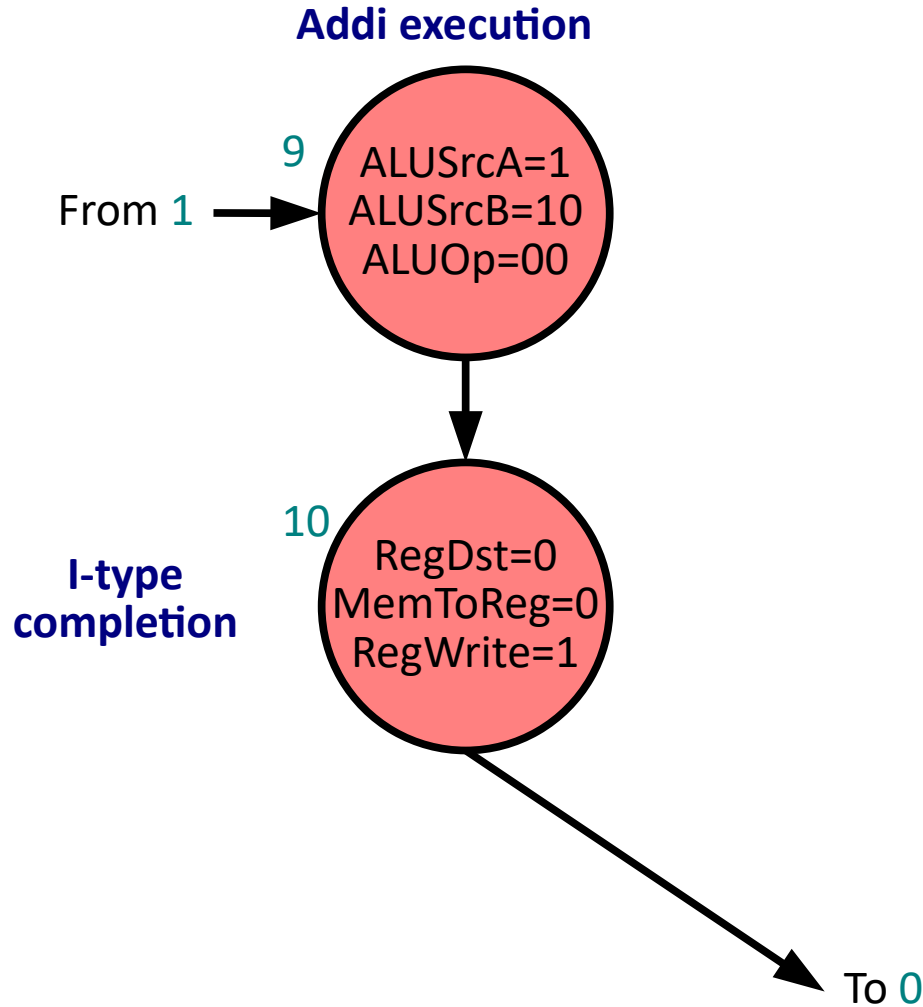 Addi execution
9
From 1
ALUSrcA=1
ALUSrcB=10
ALUOp=00
10
I-type
completion
RegDst=0
MemToReg=0
RegWrite=1
To 0